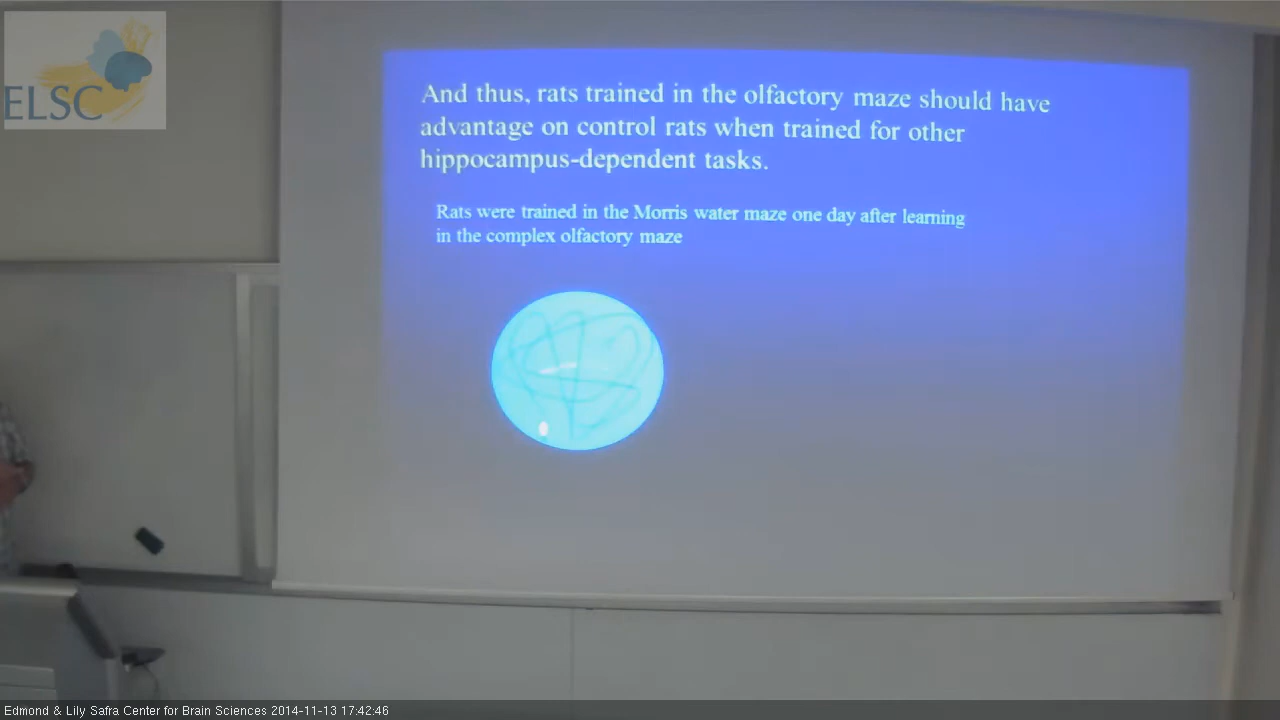 ELSC
And thus, rats trained in the olfactory maze should have
advantage on control rats when trained for other
hippocampus-dependent tasks.
Rats were trained in the Morris water maze one day after learning
in the complex olfactory maze
Edmond & Lily Safra Center for Brain Sciences 2014-11-13 17:42:46